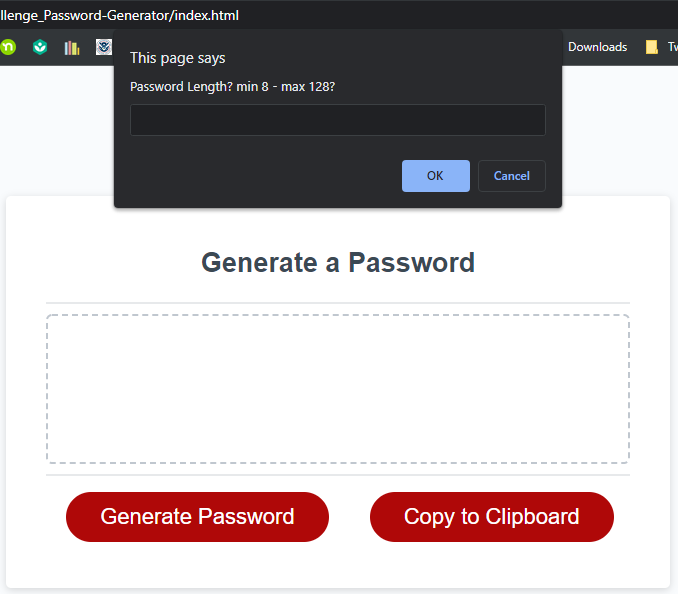 llenge_Password-Generator/index.html
Downloads
This page says
Password Length? min 8 - max 128?
OK
Cancel
Generate a Password
Generate Password
Copy to Clipboard